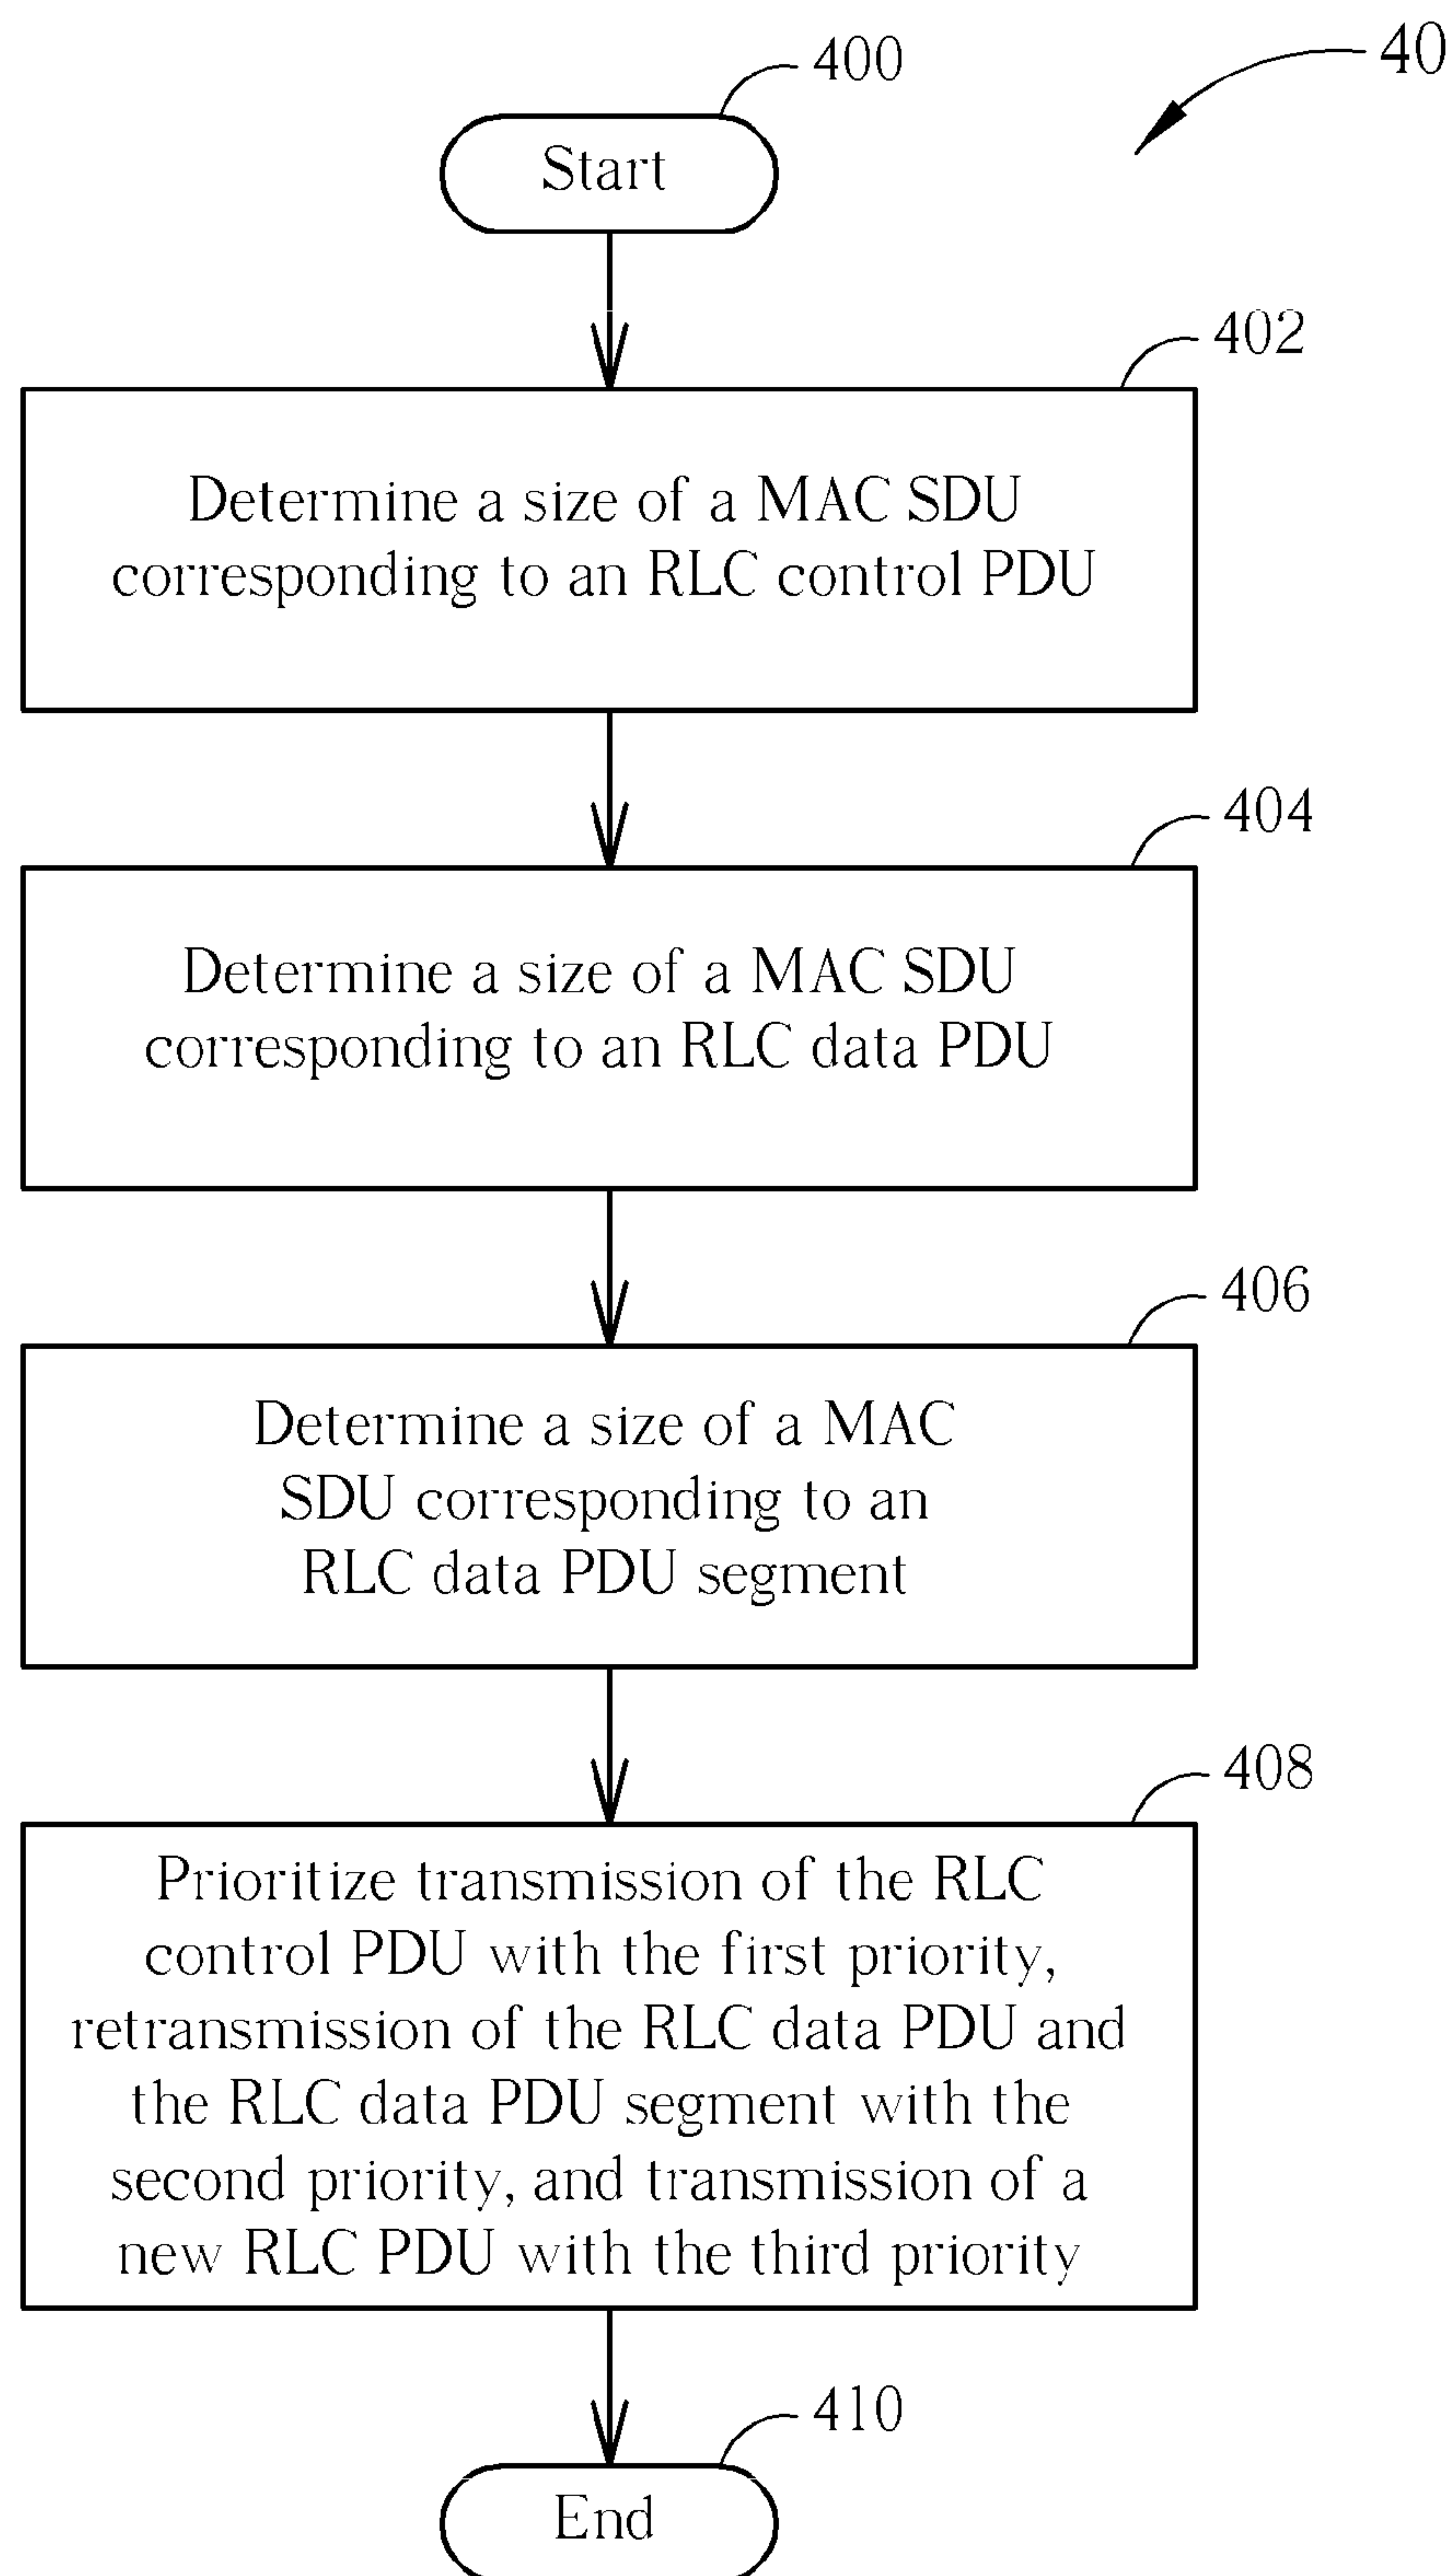 400
40
Start
402
Determine a size of a MAC SDU
corresponding to an RLC control PDU
404
Determine a size of a MAC SDU
corresponding to an RLC data PDU
406
Determine a size of a MAC
SDU corresponding to an
RLC data PDU segment
408
Prioritize transmission of the RLC
control PDU with the first priority,
retransmission of the RLC data PDU and
the RLC data PDU segment with the
second priority, and transmission of a
new RLC PDU with the third priority
410
End